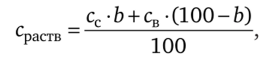 c_раств = (c_с · b + c_в · (100 − b)) / 100,